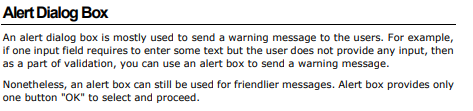 Alert Dialog Box
An alert dialog box is mostly used to send a warning message to the users. For example,
if one input field requires to enter some text but the user does not provide any input, then
as a part of validation, you can use an alert box to send a warning message.
Nonetheless, an alert box can still be used for friendlier messages. Alert box provides only
one button "OK" to select and proceed.